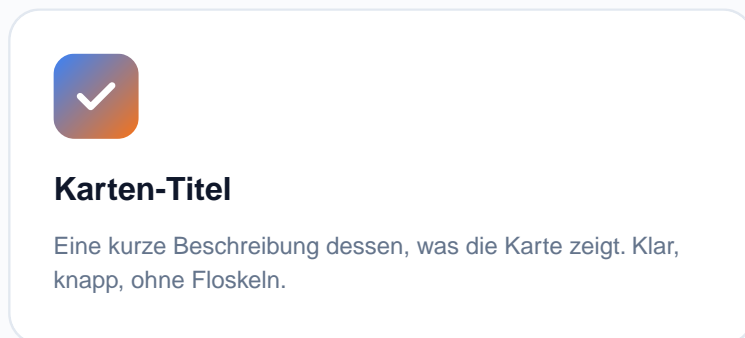 Karten-Titel
Eine kurze Beschreibung dessen, was die Karte zeigt. Klar,
knapp, ohne Floskeln.